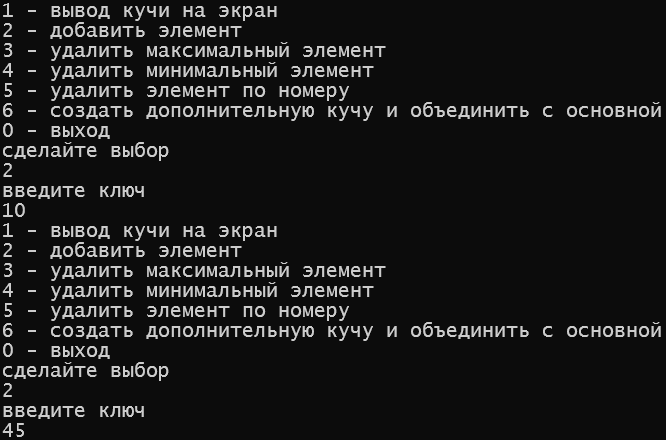 1 - вывод кучи на экран
2 - добавить элемент
3 - удалить максимальный элемент
4 - удалить минимальный элемент
5 - удалить элемент по номеру
6 - создать дополнительную кучу и объединить с основной
0 - выход
сделайте выбор
2
введите ключ
10
1 - вывод кучи на экран
2 - добавить элемент
3 - удалить максимальный элемент
4 - удалить минимальный элемент
5 - удалить элемент по номеру
6 - создать дополнительную кучу и объединить с основной
0 - выход
сделайте выбор
2
введите ключ
45